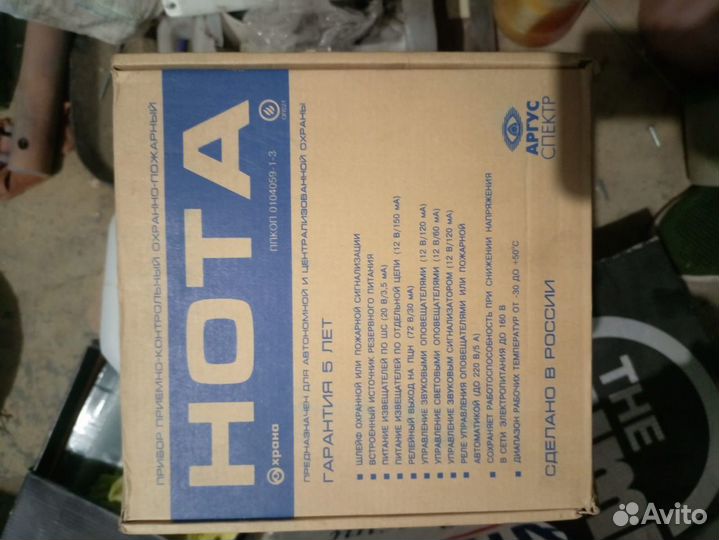 ПРИБОР ПРИЕМНО-КОНТРОЛЬНЫЙ ОХРАННО-ПОЖАРНЫЙ
НОТА
охрана
ППКОП 0104059-1-3
ПРЕДНАЗНАЧЕН ДЛЯ АВТОНОМНОЙ И ЦЕНТРАЛИЗОВАННОЙ ОХРАНЫ
ГАРАНТИЯ 5 ЛЕТ
АРГУС
СПЕКТР
ШЛЕЙФ ОХРАННОЙ ИЛИ ПОЖАРНОЙ СИГНАЛИЗАЦИИ
ВСТРОЕННЫЙ ИСТОЧНИК РЕЗЕРВНОГО ПИТАНИЯ
ПИТАНИЕ ИЗВЕЩАТЕЛЕЙ ПО ШС (20 В/3,5 мА)
ПИТАНИЕ ИЗВЕЩАТЕЛЕЙ ПО ОТДЕЛЬНОЙ ЦЕПИ (12 В/150 мА)
РЕЛЕЙНЫЙ ВЫХОД НА ПЦН (72 В/30 мА)
УПРАВЛЕНИЕ ЗВУКОВЫМИ ОПОВЕЩАТЕЛЯМИ (12 В/120 мА)
УПРАВЛЕНИЕ СВЕТОВЫМИ ОПОВЕЩАТЕЛЯМИ (12 В/60 мА)
УПРАВЛЕНИЕ ЗВУКОВЫМ СИГНАЛИЗАТОРОМ (12 В/120 мА)
РЕЛЕ УПРАВЛЕНИЯ ОПОВЕЩАТЕЛЯМИ ИЛИ ПОЖАРНОЙ
АВТОМАТИКОЙ (ДО 220 В/5 А)
СОХРАНЯЕТ РАБОТОСПОСОБНОСТЬ ПРИ СНИЖЕНИИ НАПРЯЖЕНИЯ
В СЕТИ ЭЛЕКТРОПИТАНИЯ ДО 160 В
ДИАПАЗОН РАБОЧИХ ТЕМПЕРАТУР ОТ -30 ДО +50°С
СДЕЛАНО В РОССИИ
THE
Avito